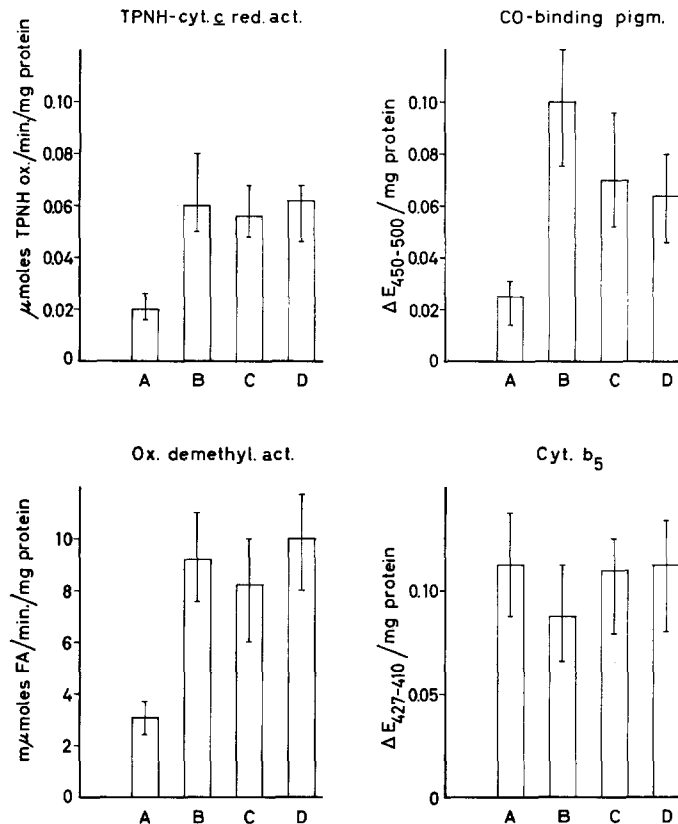 TPNH-cyt. c red. act.
μmoles TPNH ox./min./mg protein
0.10
0.08
0.06
0.04
0.02
0
A B C D
CO-binding pigm.
ΔE450-500/mg protein
0.10
0.08
0.06
0.04
0.02
0
A B C D
Ox. demethyl. act.
mμmoles FA/min./mg protein
10
8
6
4
2
0
A B C D
Cyt. b5
ΔE427-410/mg protein
0.10
0.05
0
A B C D